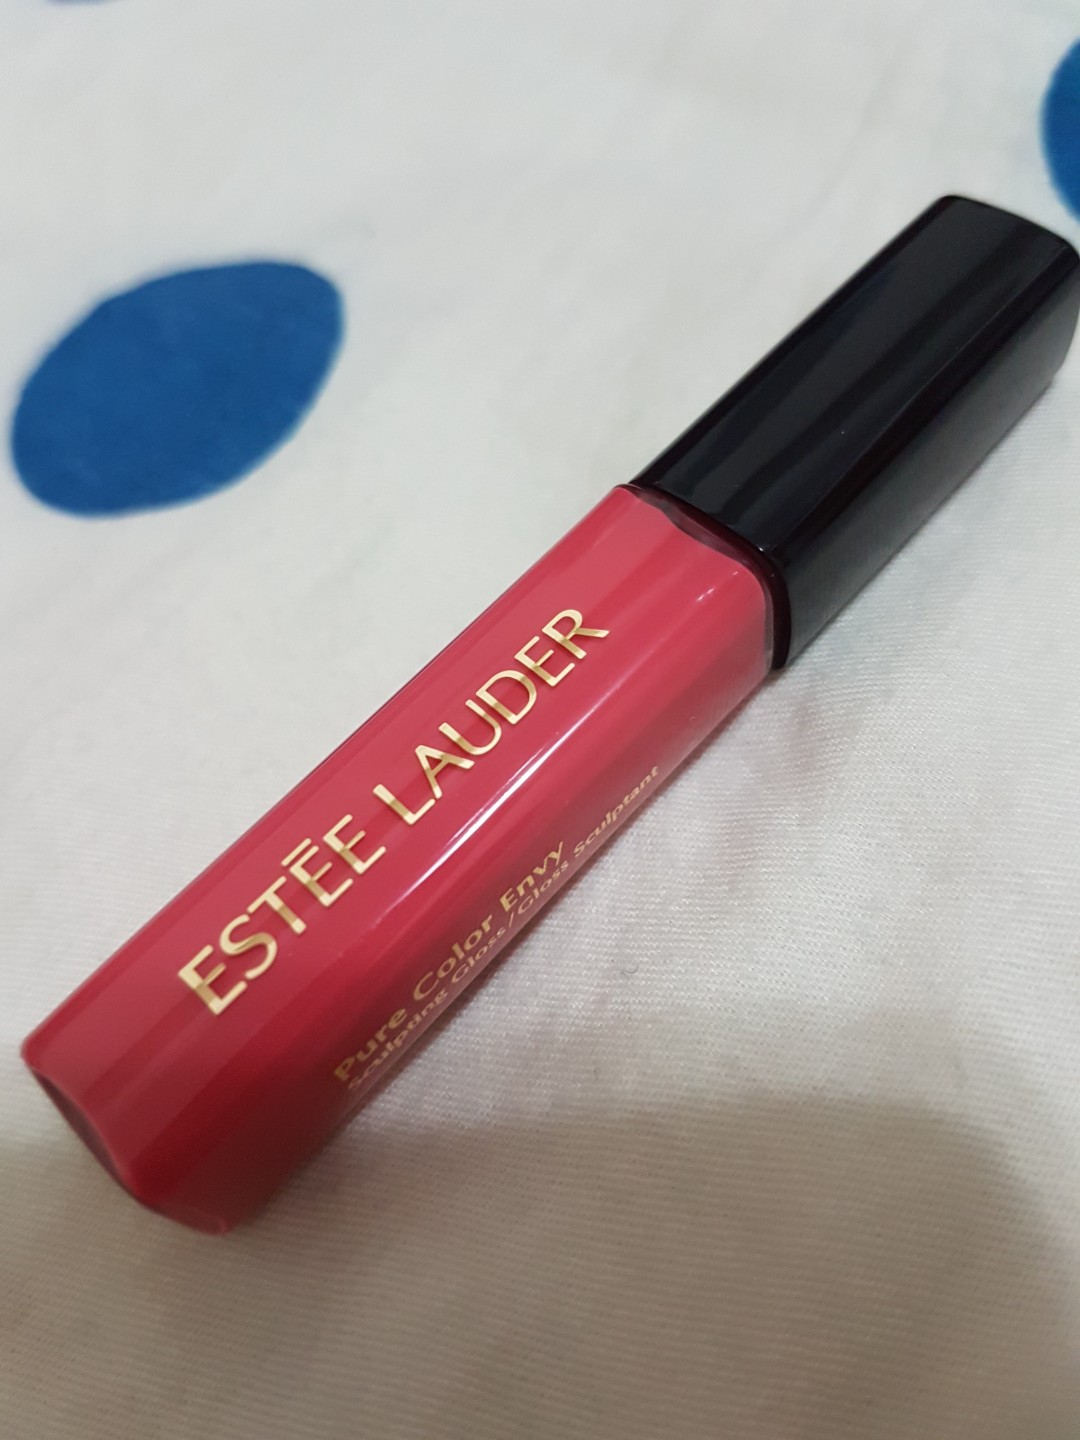 ESTĒE LAUDER
Pure Color Envy
Sculpting Gloss/Gloss Sculptant